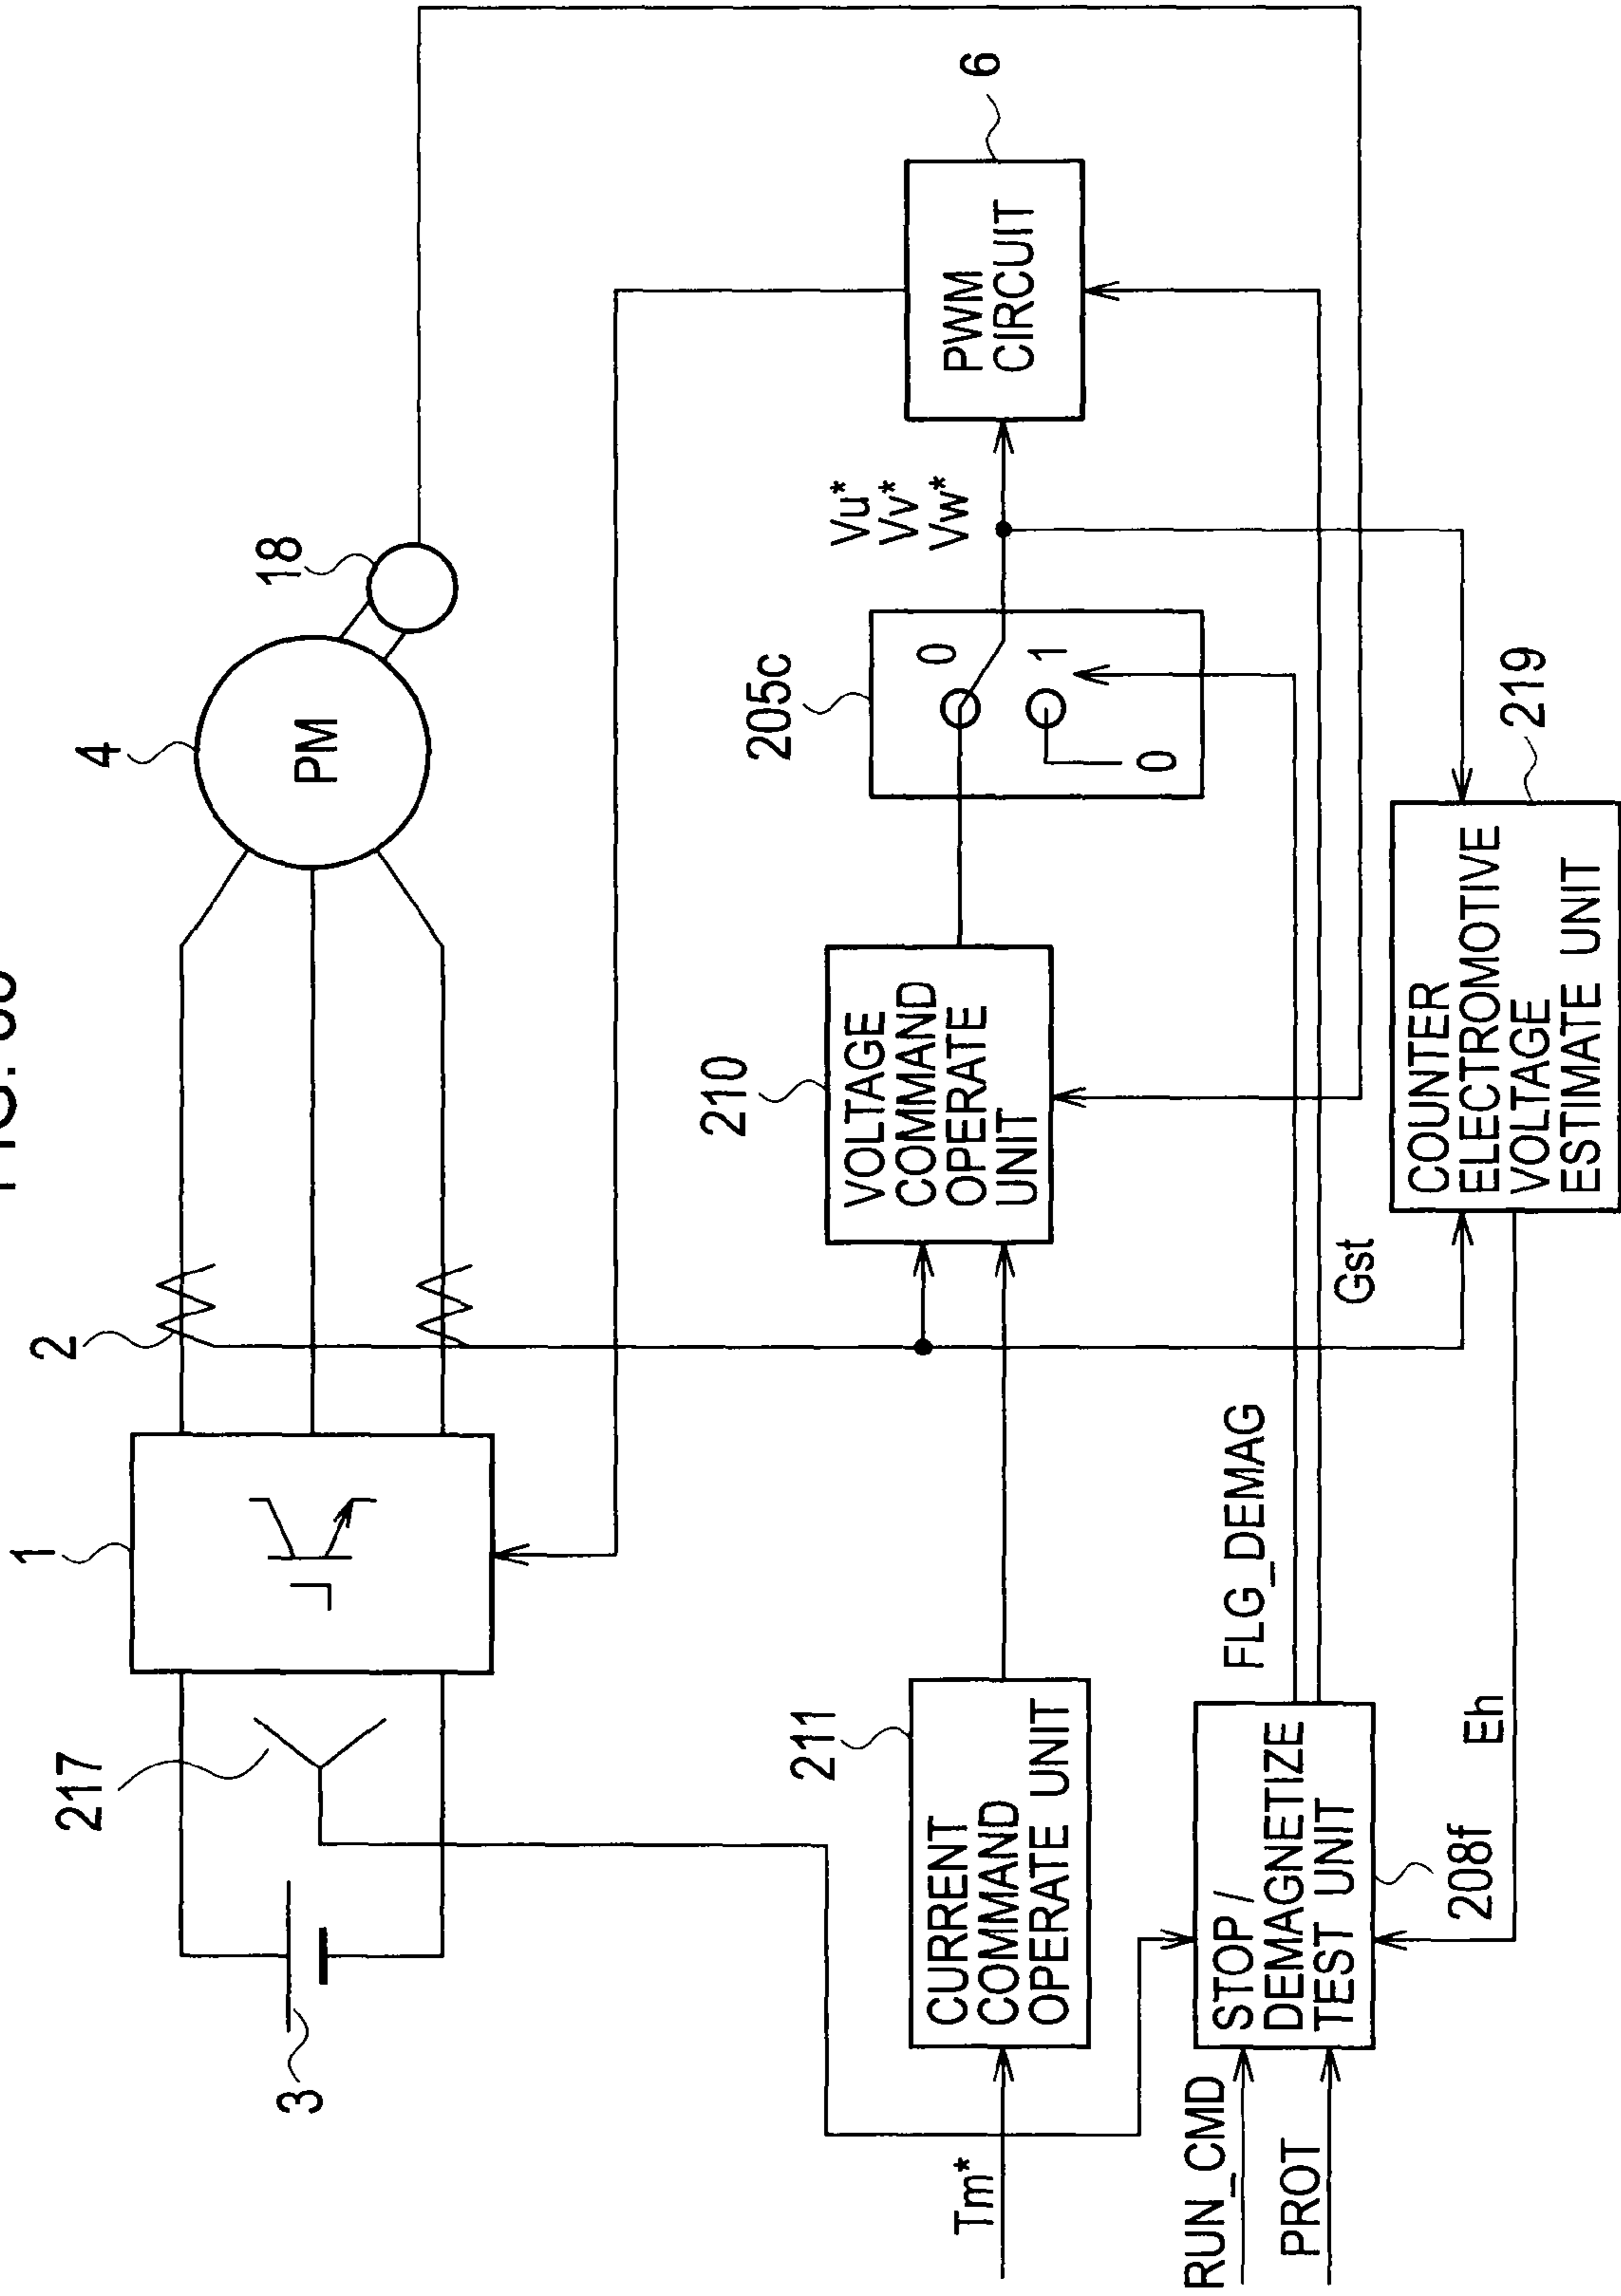 1
2
4
18
217
3
PM
6
PWM
CIRCUIT
Vu*
Vv*
Vw*
205c
0
1
0
210
VOLTAGE
COMMAND
OPERATE
UNIT
211
CURRENT
COMMAND
OPERATE UNIT
Tm*
FLG_DEMAG
Gst
219
COUNTER
ELECTROMOTIVE
VOLTAGE
ESTIMATE UNIT
RUN_CMD
PROT
STOP /
DEMAGNETIZE
TEST UNIT
208f
Eh